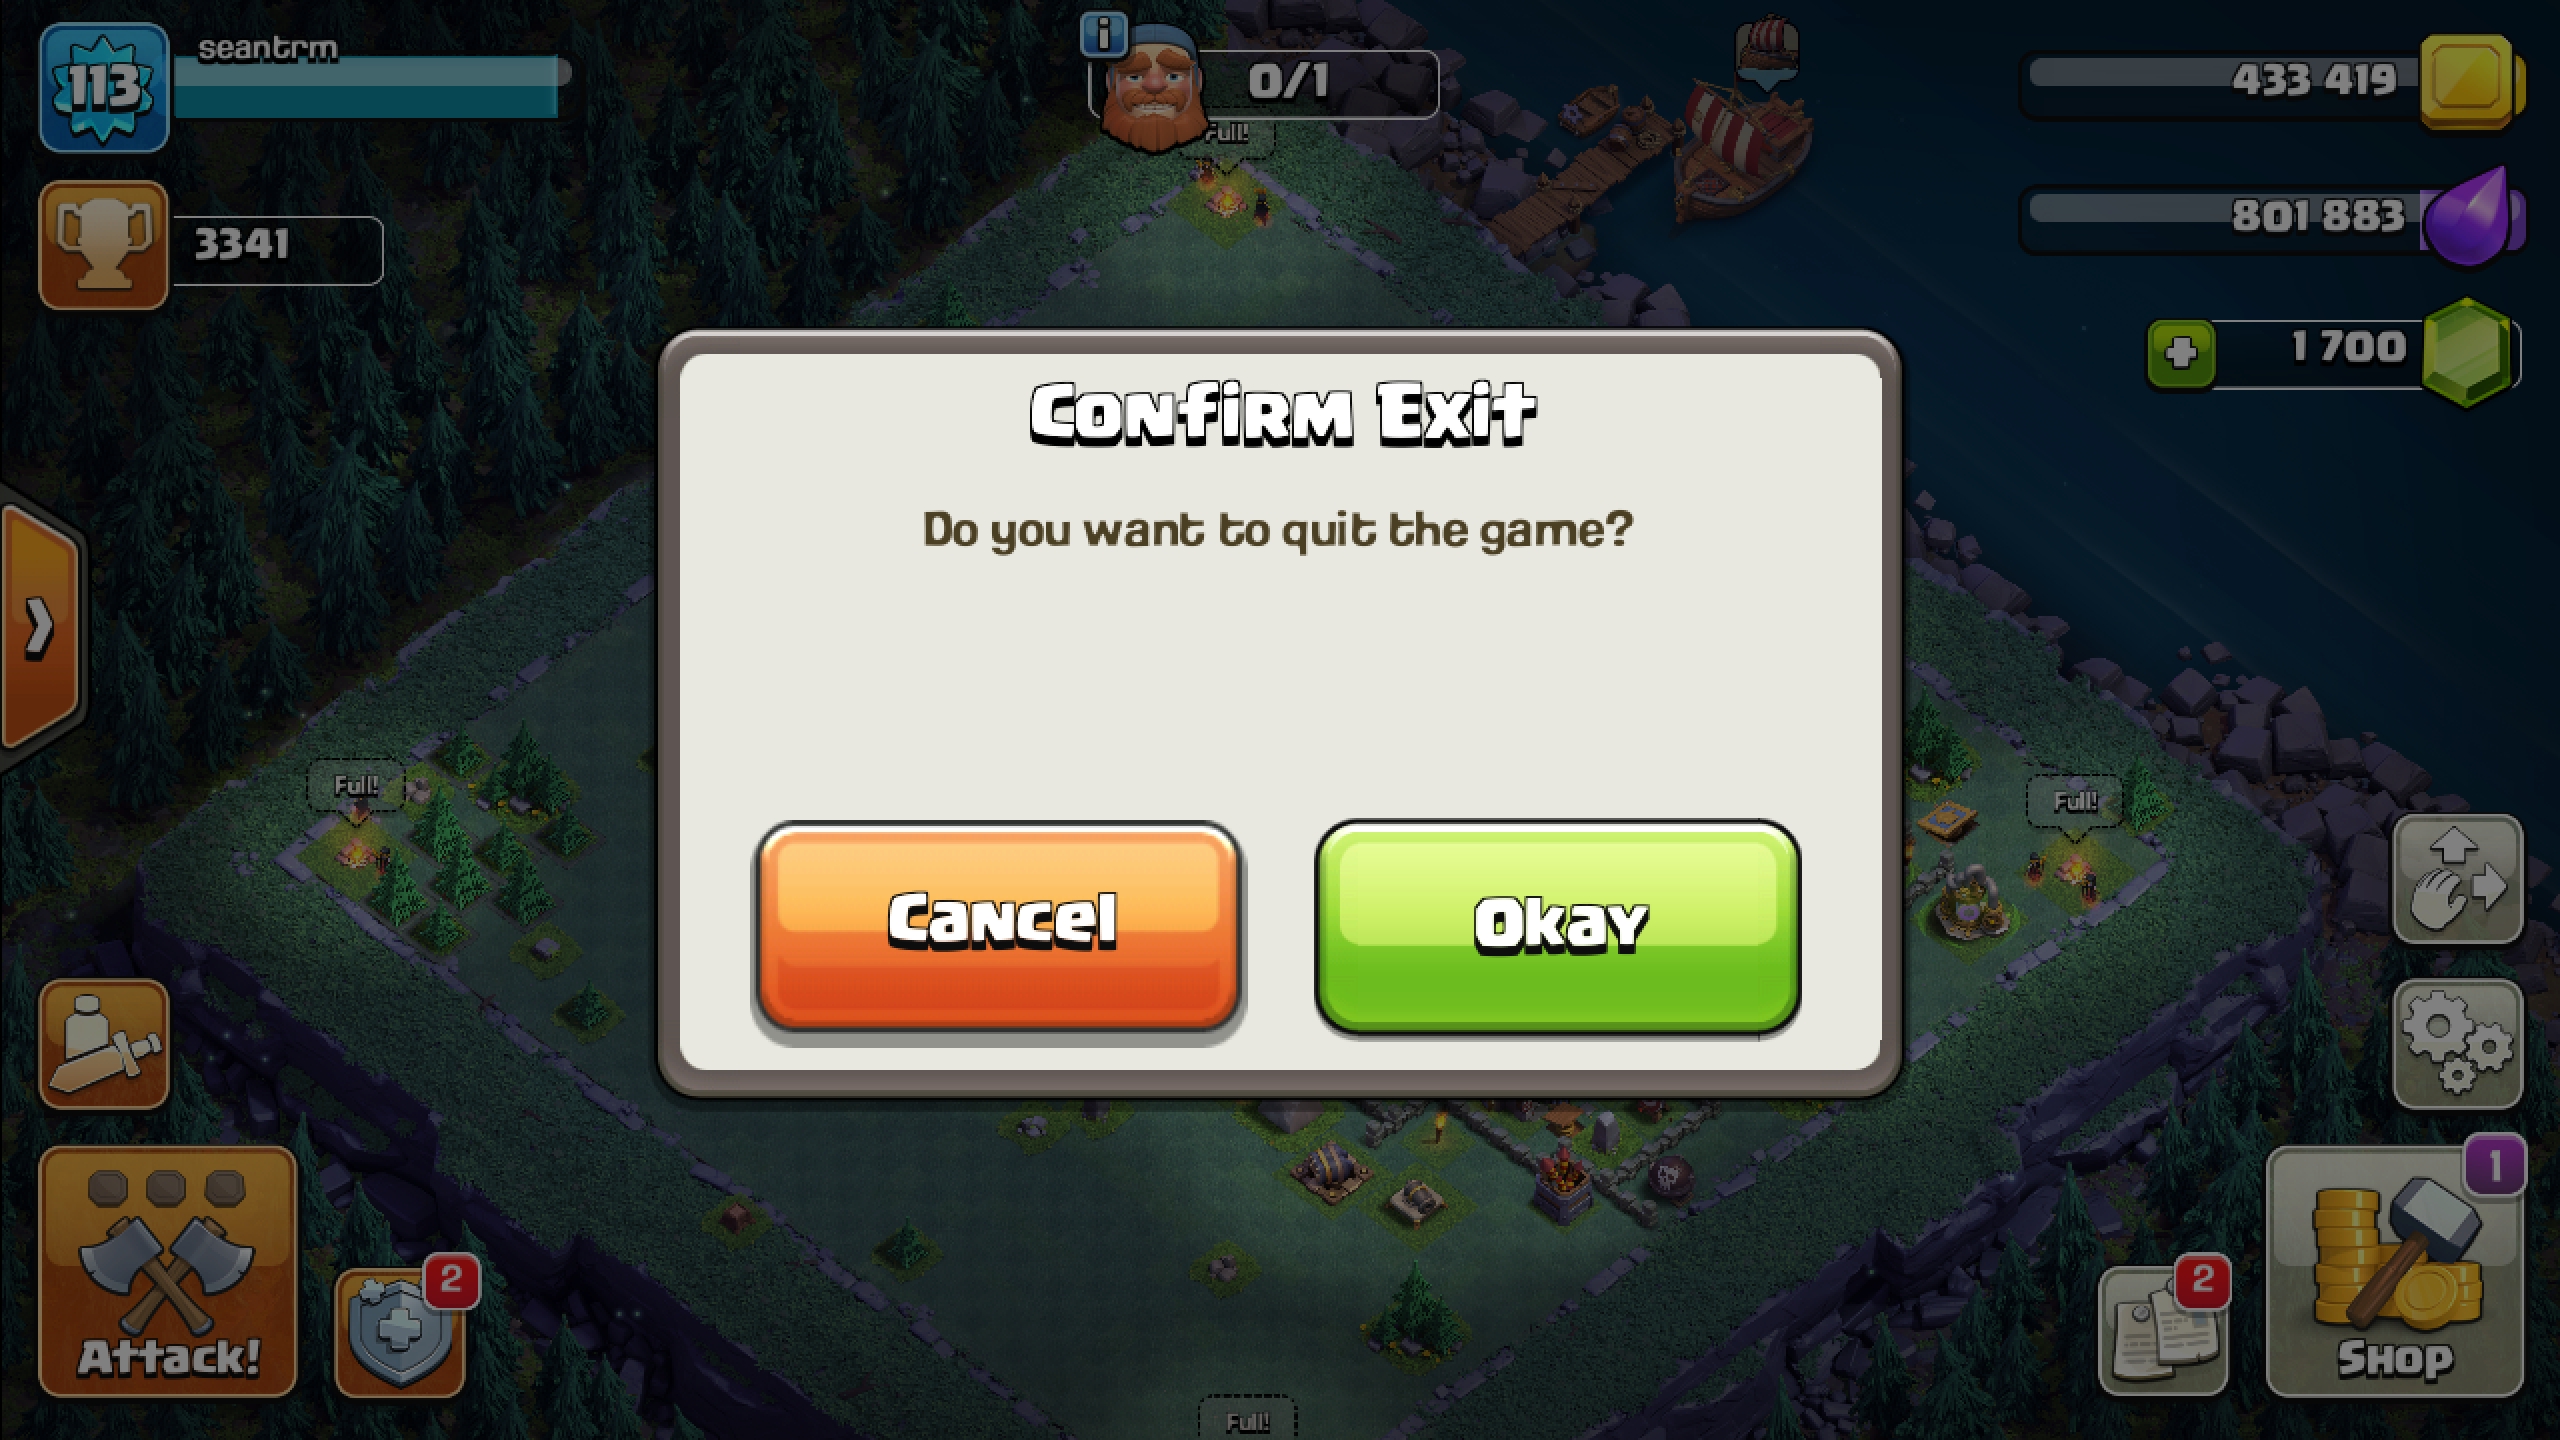 113
seantrm
i
0/1
433 419
Full!
3341
801 883
1 700
Confirm Exit
Do you want to quit the game?
Full!
Full!
Cancel
Okay
1
2
2
Attack!
Shop
Full!